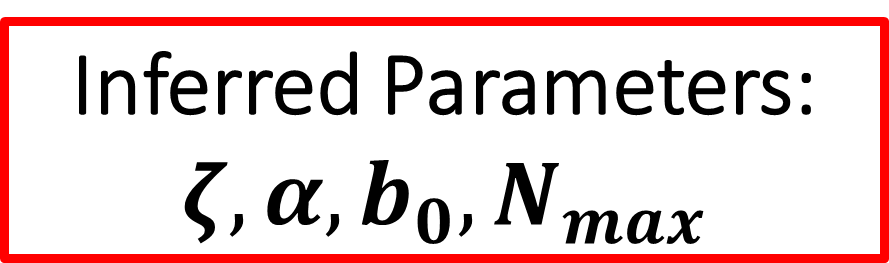 Inferred Parameters:
ζ, α, b₀, Nₘₐₓ